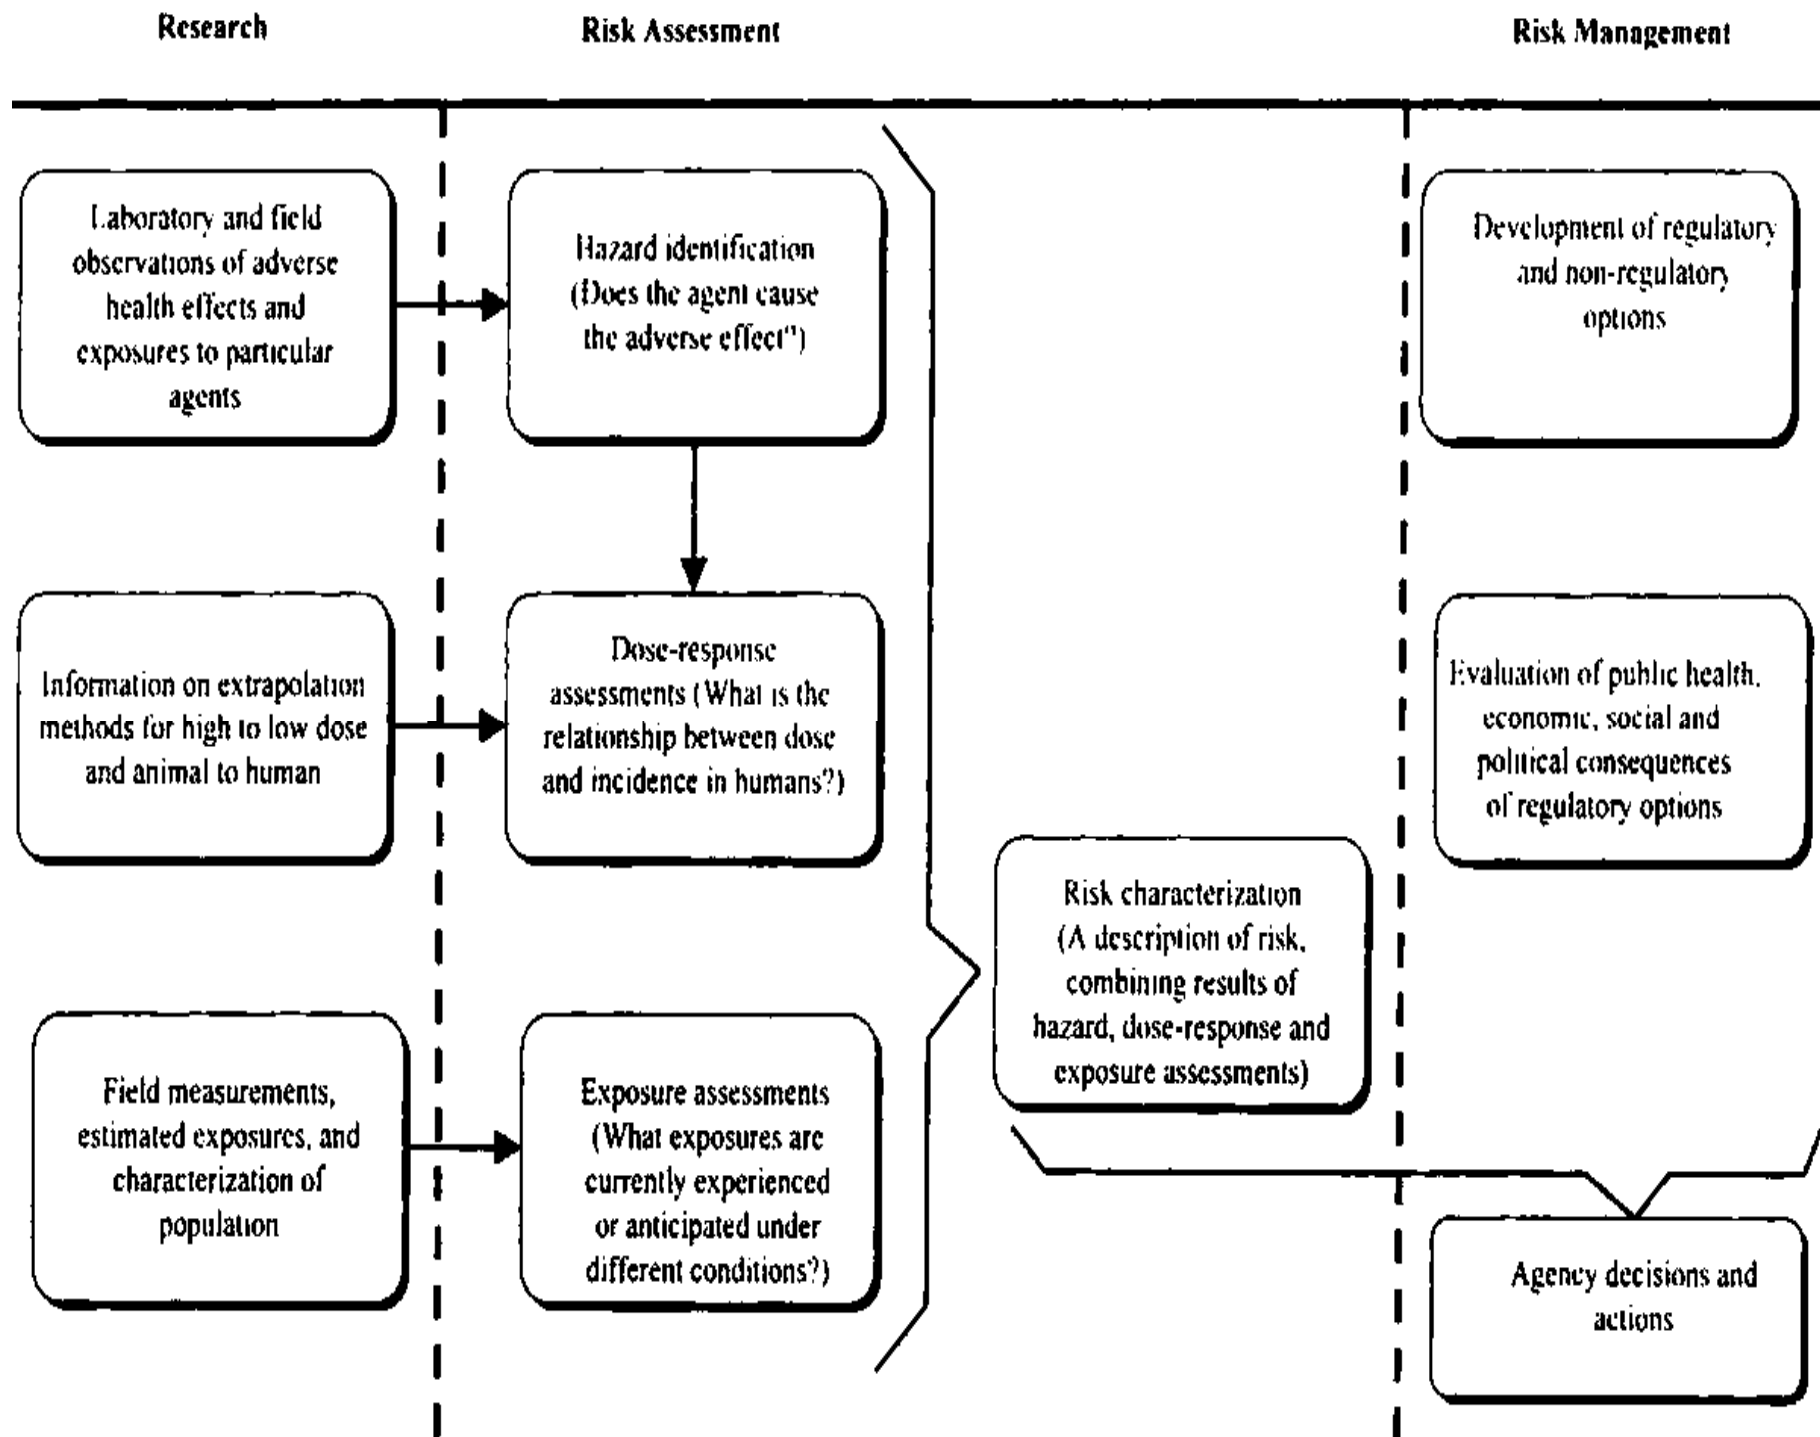 Research
Risk Assessment
Risk Management
Laboratory and field
observations of adverse
health effects and
exposures to particular
agents
Hazard identification
(Does the agent cause
the adverse effect?)
Development of regulatory
and non-regulatory
options
Information on extrapolation
methods for high to low dose
and animal to human
Dose-response
assessments (What is the
relationship between dose
and incidence in humans?)
Evaluation of public health,
economic, social and
political consequences
of regulatory options
Risk characterization
(A description of risk,
combining results of
hazard, dose-response and
exposure assessments)
Field measurements,
estimated exposures, and
characterization of
population
Exposure assessments
(What exposures are
currently experienced
or anticipated under
different conditions?)
Agency decisions and
actions